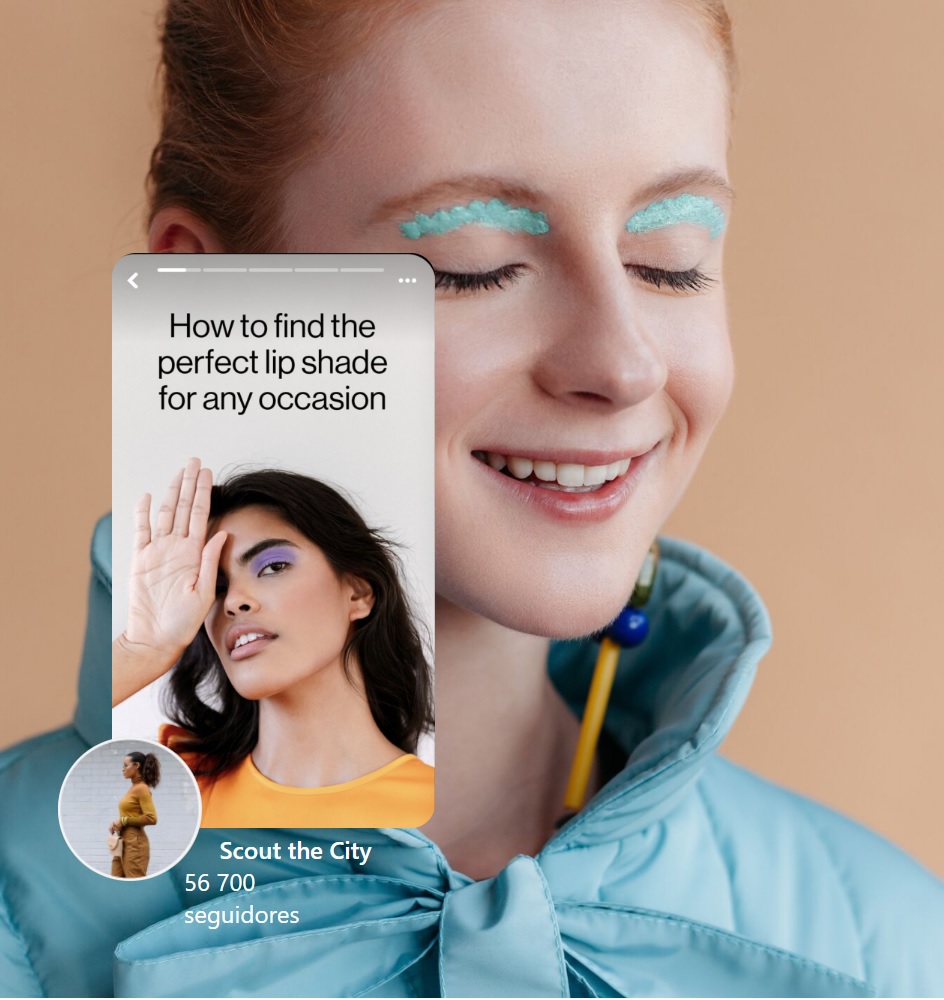 How to find the
perfect lip shade
for any occasion
Scout the City
56 700
seguidores